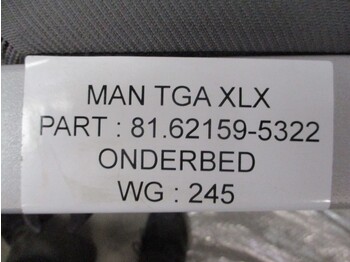 MAN TGA XLX
PART : 81.62159-5322
ONDERBED
WG : 245